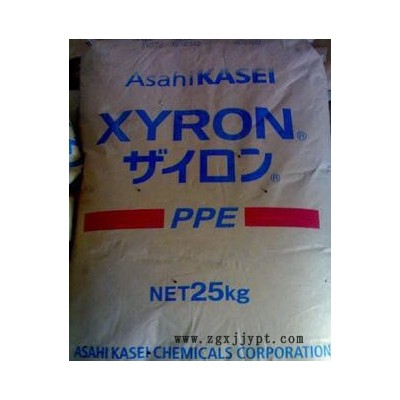 AsahiKASEI
XYRON®
ザイロン®
PPE
NET25kg
www.zgxjjypt.com
ASAHI KASEI CHEMICALS CORPORATION